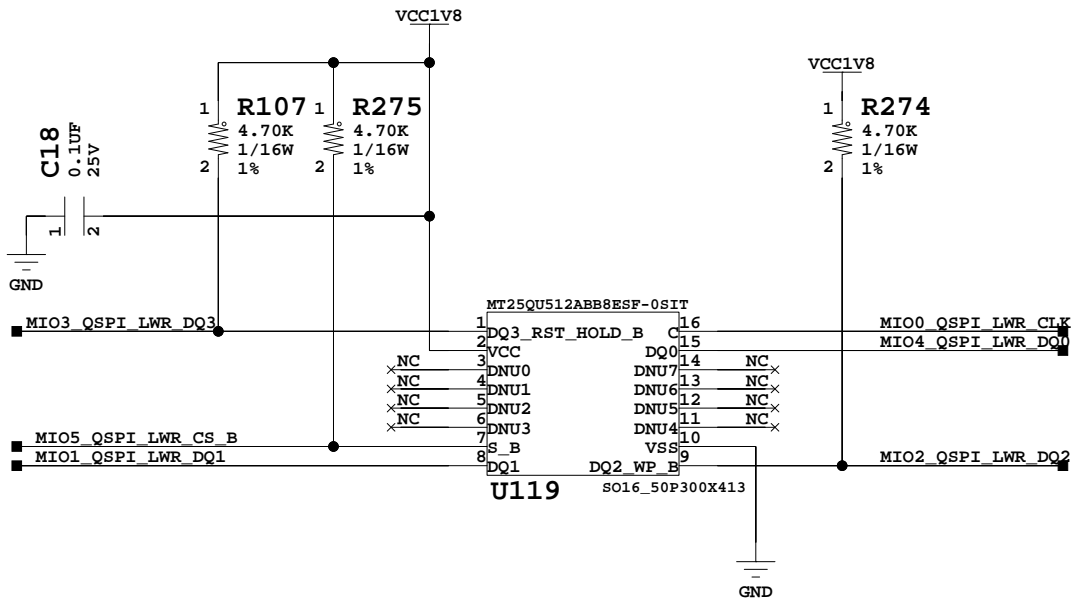 VCC1V8
VCC1V8
C18
0.1UF
25V
1
2
GND
1
R107
4.70K
1/16W
2
1%
1
R275
4.70K
1/16W
2
1%
1
R274
4.70K
1/16W
2
1%
MT25QU512ABB8ESF-0SIT
MIO3_QSPI_LWR_DQ3 1 DQ3_RST_HOLD_B C 16 MIO0_QSPI_LWR_CLK
2 VCC DQ0 15 MIO4_QSPI_LWR_DQ0
NC 3 DNU0 DNU7 14 NC
NC 4 DNU1 DNU6 13 NC
NC 5 DNU2 DNU5 12 NC
NC 6 DNU3 DNU4 11 NC
MIO5_QSPI_LWR_CS_B 7 S_B VSS 10
MIO1_QSPI_LWR_DQ1 8 DQ1 DQ2_WP_B 9 MIO2_QSPI_LWR_DQ2
U119 SO16_50P300X413
GND